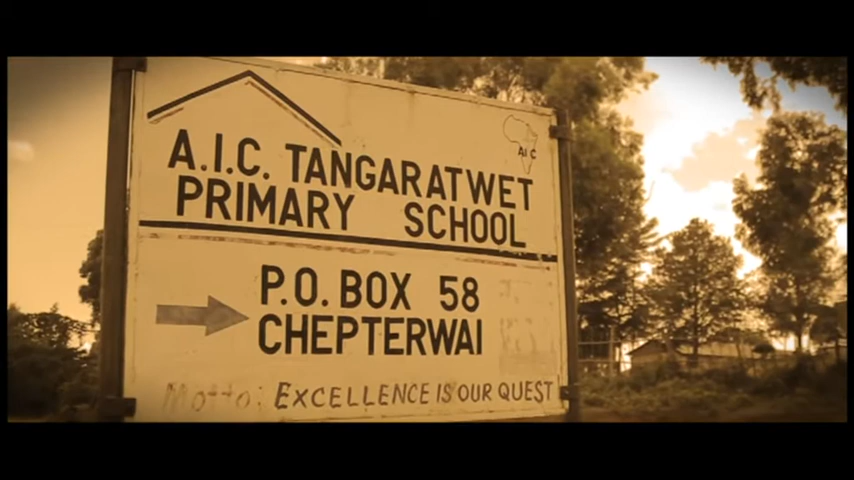 A.I.C. TANGARATWET
PRIMARY SCHOOL
AIC
P.O. BOX 58
CHEPTERWAI
Motto: EXCELLENCE IS OUR QUEST